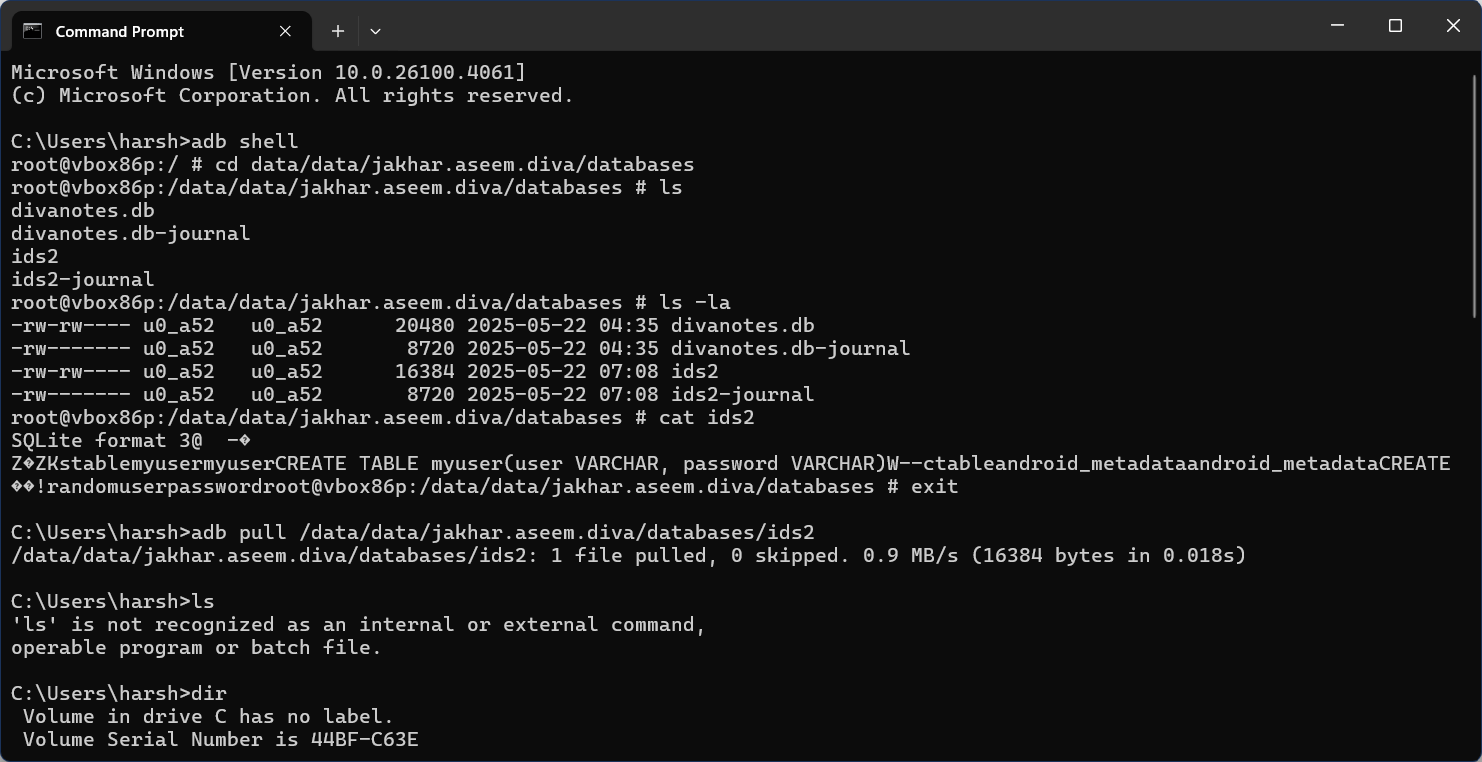 Command Prompt
Microsoft Windows [Version 10.0.26100.4061]
(c) Microsoft Corporation. All rights reserved.
C:\Users\harsh>adb shell
root@vbox86p:/ # cd data/data/jakhar.aseem.diva/databases
root@vbox86p:/data/data/jakhar.aseem.diva/databases # ls
divanotes.db
divanotes.db-journal
ids2
ids2-journal
root@vbox86p:/data/data/jakhar.aseem.diva/databases # ls -la
-rw-rw---- u0_a52   u0_a52      20480 2025-05-22 04:35 divanotes.db
-rw------- u0_a52   u0_a52       8720 2025-05-22 04:35 divanotes.db-journal
-rw-rw---- u0_a52   u0_a52      16384 2025-05-22 07:08 ids2
-rw------- u0_a52   u0_a52       8720 2025-05-22 07:08 ids2-journal
root@vbox86p:/data/data/jakhar.aseem.diva/databases # cat ids2
SQLite format 3@  -�
Z�ZKstablemyusermyuserCREATE TABLE myuser(user VARCHAR, password VARCHAR)W--ctableandroid_metadataandroid_metadataCREATE
��!randomuserpasswordroot@vbox86p:/data/data/jakhar.aseem.diva/databases # exit
C:\Users\harsh>adb pull /data/data/jakhar.aseem.diva/databases/ids2
/data/data/jakhar.aseem.diva/databases/ids2: 1 file pulled, 0 skipped. 0.9 MB/s (16384 bytes in 0.018s)
C:\Users\harsh>ls
'ls' is not recognized as an internal or external command,
operable program or batch file.
C:\Users\harsh>dir
 Volume in drive C has no label.
 Volume Serial Number is 44BF-C63E